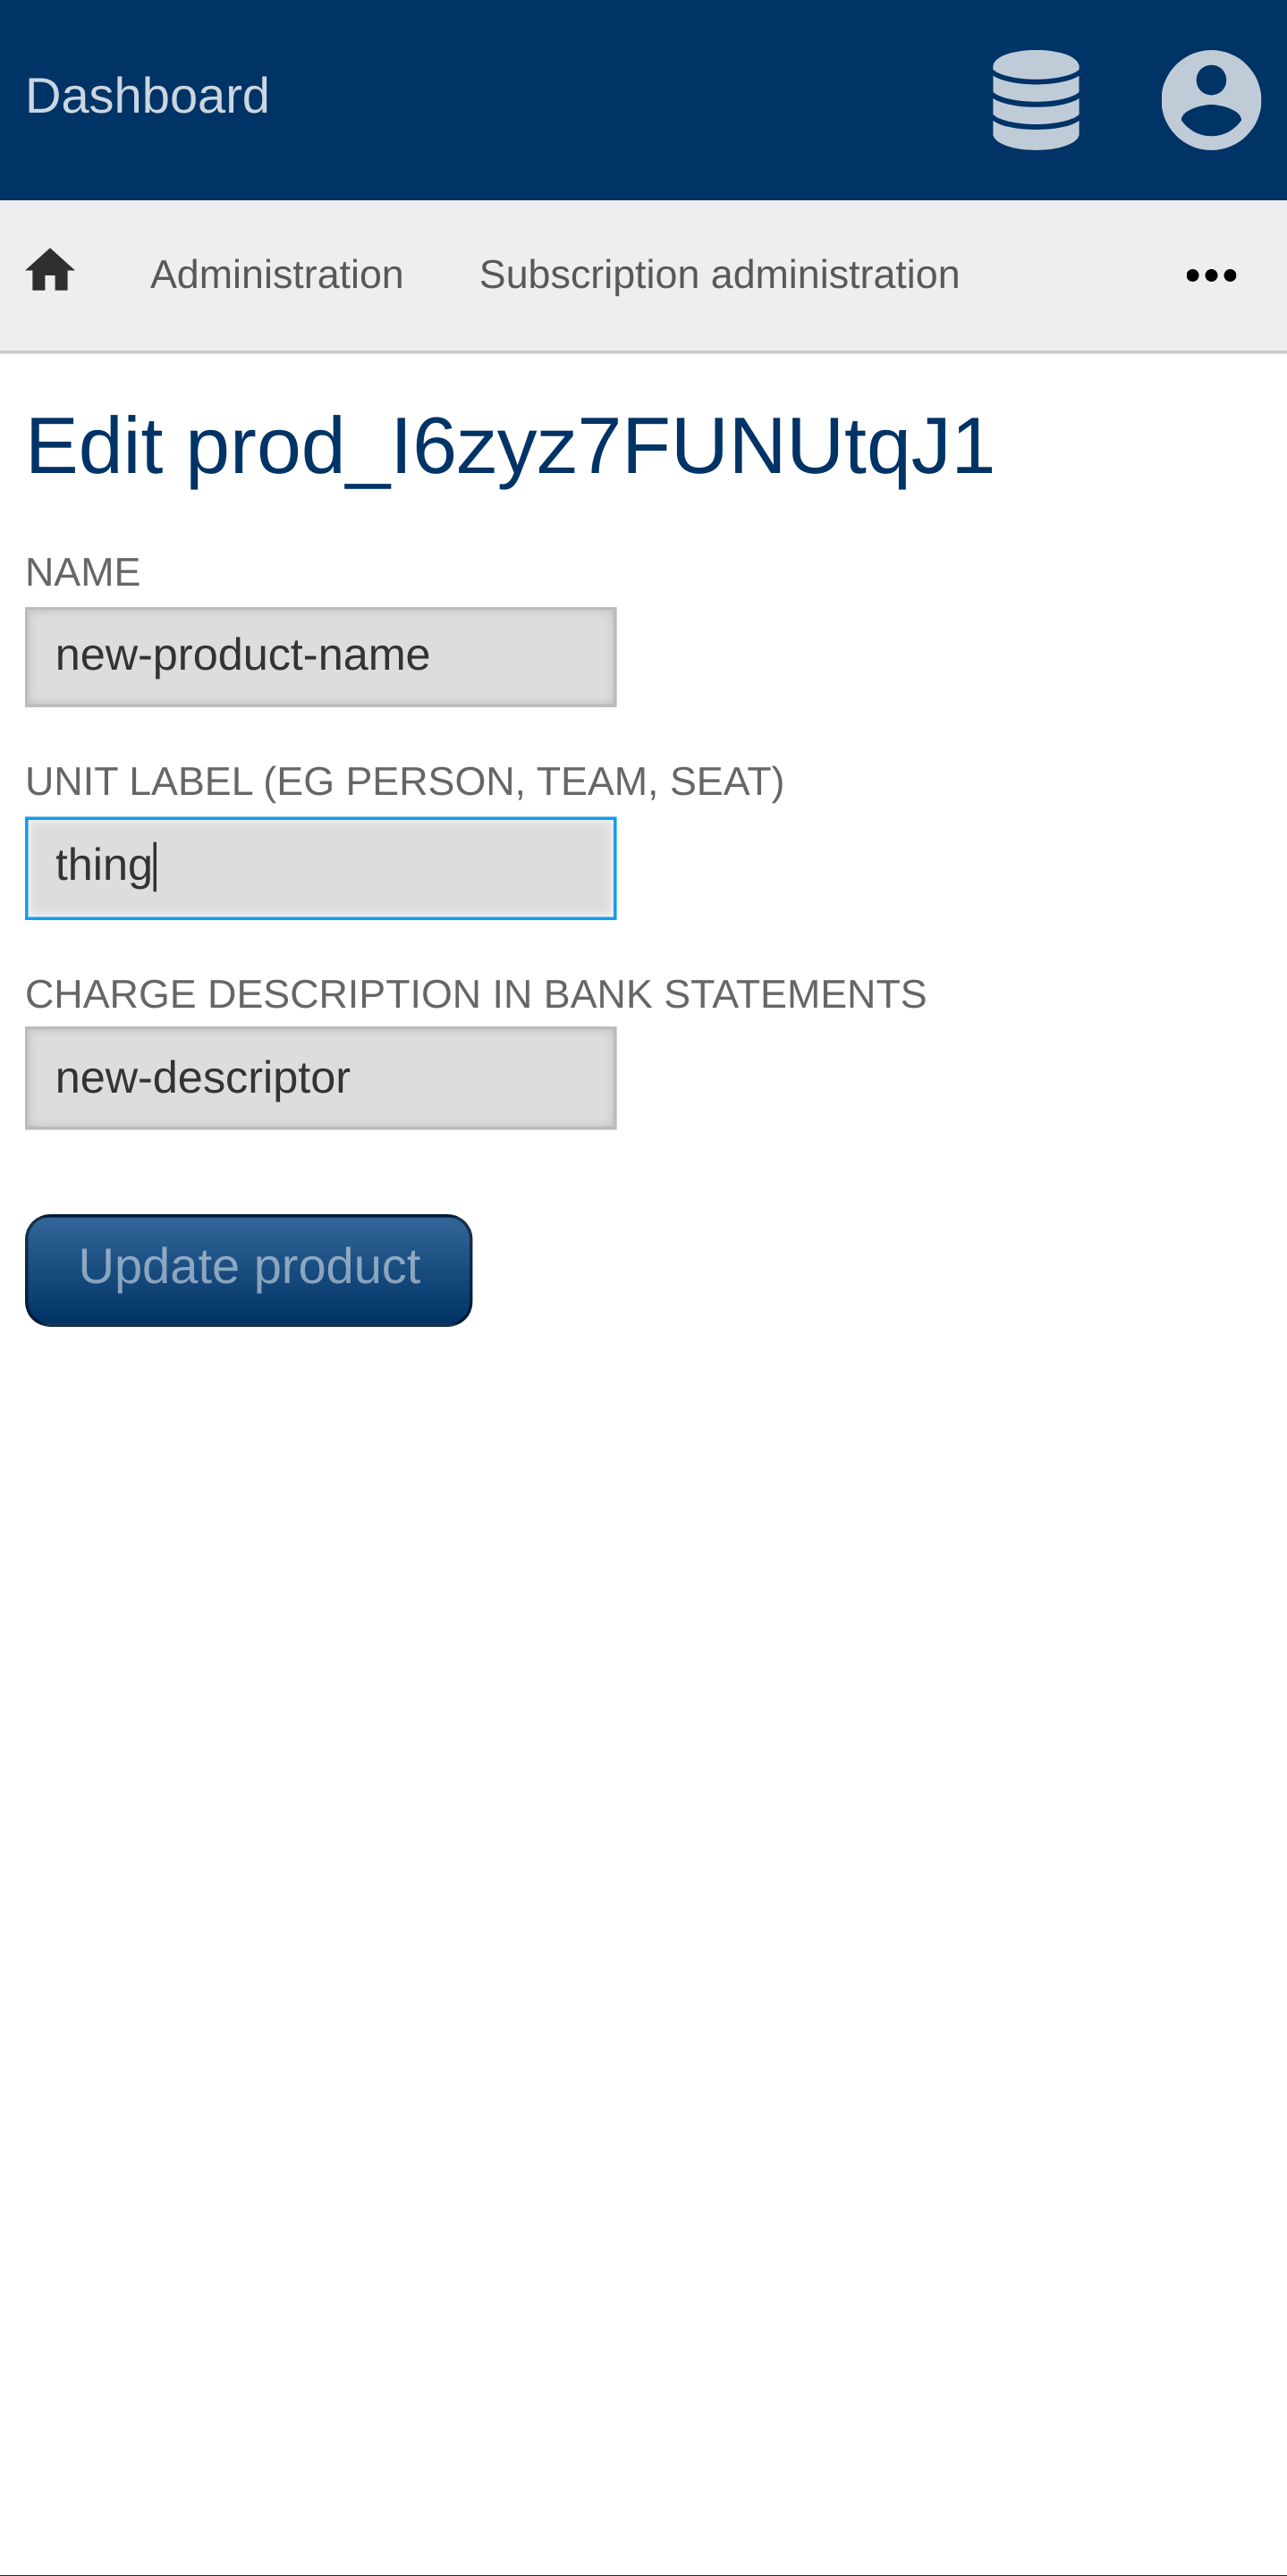 Dashboard
Administration Subscription administration
Edit prod_I6zyz7FUNUtqJ1
NAME
new-product-name
UNIT LABEL (EG PERSON, TEAM, SEAT)
thing
CHARGE DESCRIPTION IN BANK STATEMENTS
new-descriptor
Update product